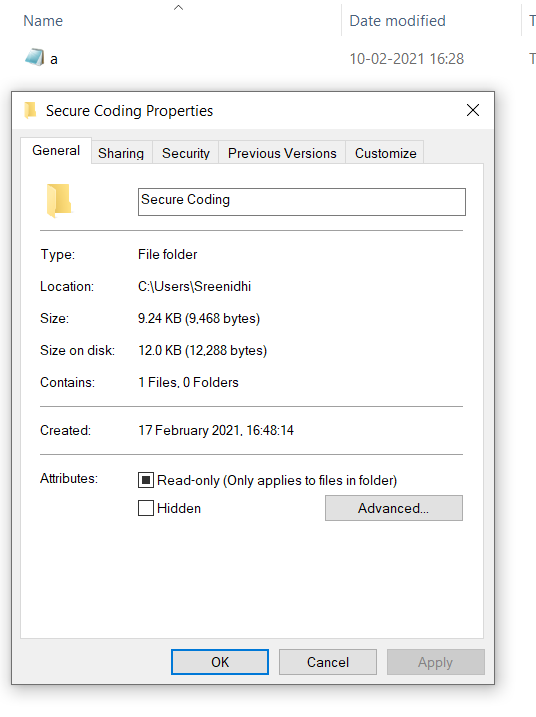 Name Date modified T
a 10-02-2021 16:28 T
Secure Coding Properties
General Sharing Security Previous Versions Customize
Secure Coding
Type: File folder
Location: C:\Users\Sreenidhi
Size: 9.24 KB (9,468 bytes)
Size on disk: 12.0 KB (12,288 bytes)
Contains: 1 Files, 0 Folders
Created: 17 February 2021, 16:48:14
Attributes: Read-only (Only applies to files in folder)
Hidden Advanced...
OK Cancel Apply